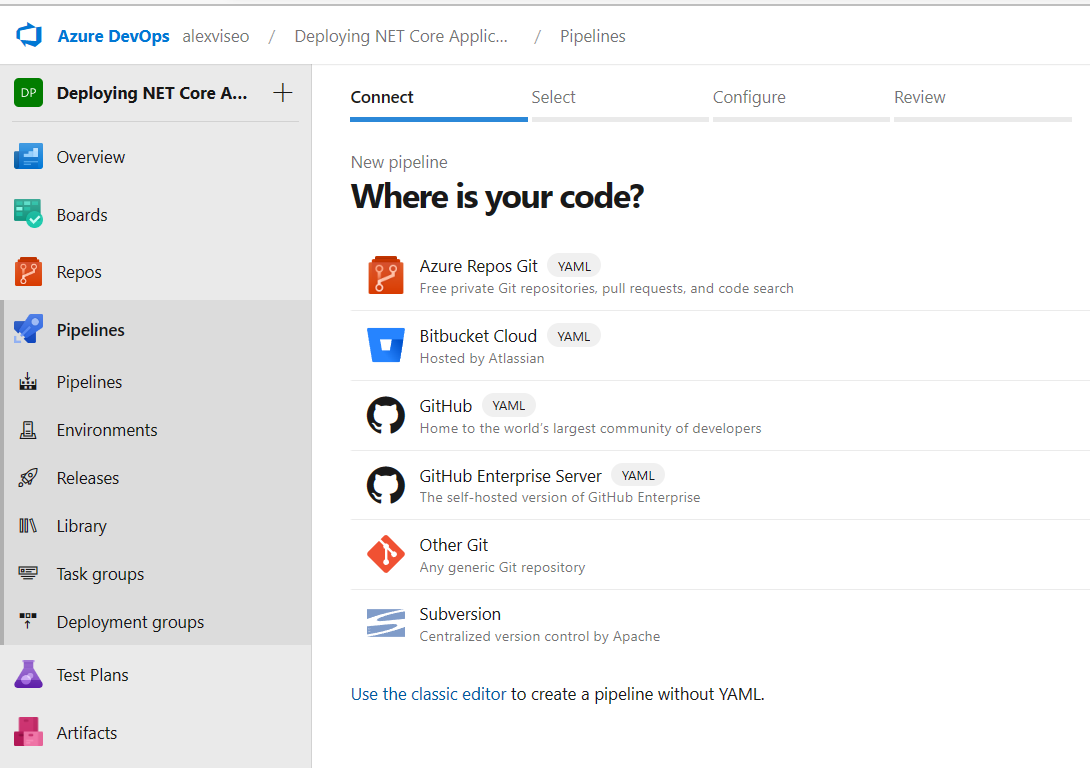 Azure DevOps alexviseo / Deploying NET Core Applic... / Pipelines
DP Deploying NET Core A... +
Overview
Boards
Repos
Pipelines
Pipelines
Environments
Releases
Library
Task groups
Deployment groups
Test Plans
Artifacts
Connect Select Configure Review
New pipeline
Where is your code?
Azure Repos Git YAML
Free private Git repositories, pull requests, and code search
Bitbucket Cloud YAML
Hosted by Atlassian
GitHub YAML
Home to the world’s largest community of developers
GitHub Enterprise Server YAML
The self-hosted version of GitHub Enterprise
Other Git
Any generic Git repository
Subversion
Centralized version control by Apache
Use the classic editor to create a pipeline without YAML.